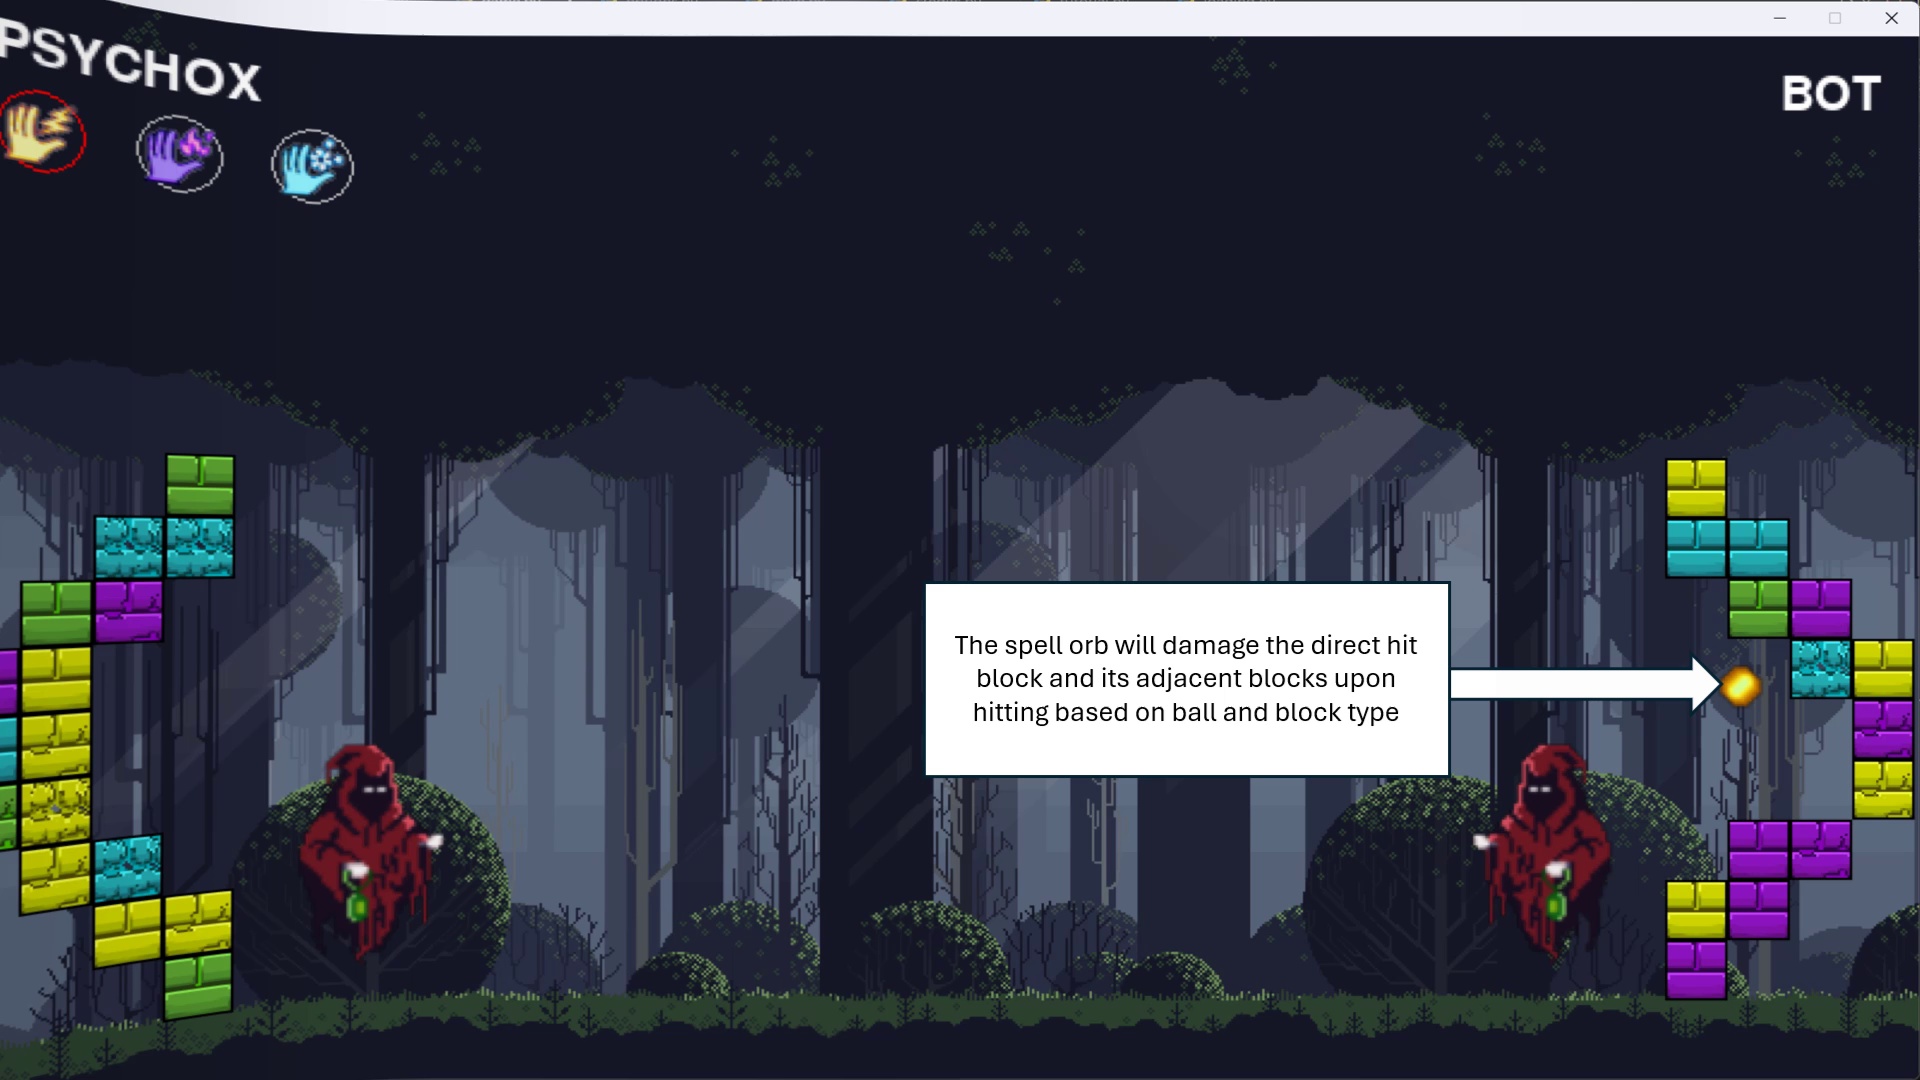 PSYCHOX
BOT
The spell orb will damage the direct hit
block and its adjacent blocks upon
hitting based on ball and block type